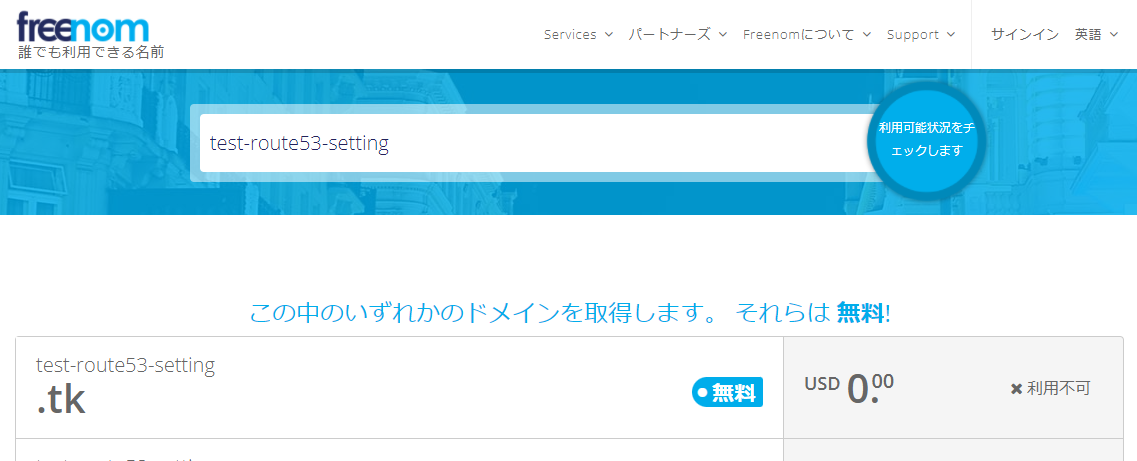 freenom
誰でも利用できる名前
Services パートナーズ Freenomについて Support サインイン 英語
test-route53-setting
利用可能状況をチ
ェックします
この中のいずれかのドメインを取得します。 それらは 無料!
test-route53-setting
.tk
無料
USD 0.00
利用不可